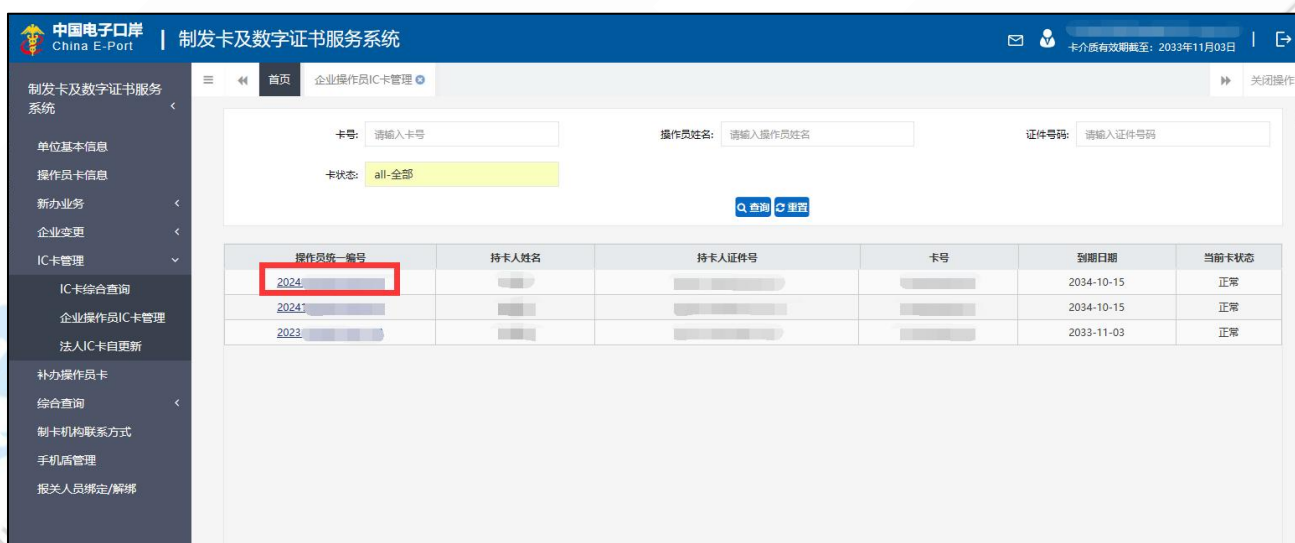 中国电子口岸
China E-Port
制发卡及数字证书服务系统
卡介质有效期截至：2033年11月03日
制发卡及数字证书服务
系统
首页
企业操作员IC卡管理
关闭操作
单位基本信息
操作员卡信息
新办业务
企业变更
IC卡管理
IC卡综合查询
企业操作员IC卡管理
法人IC卡自更新
补办操作员卡
综合查询
制卡机构联系方式
手机盾管理
报关人员绑定/解绑
卡号: 请输入卡号 操作员姓名: 请输入操作员姓名 证件号码: 请输入证件号码
卡状态: all-全部
查询 重置
操作员统一编号 持卡人姓名 持卡人证件号 卡号 到期日期 当前卡状态
2024 2034-10-15 正常
20241 2034-10-15 正常
2023 2033-11-03 正常